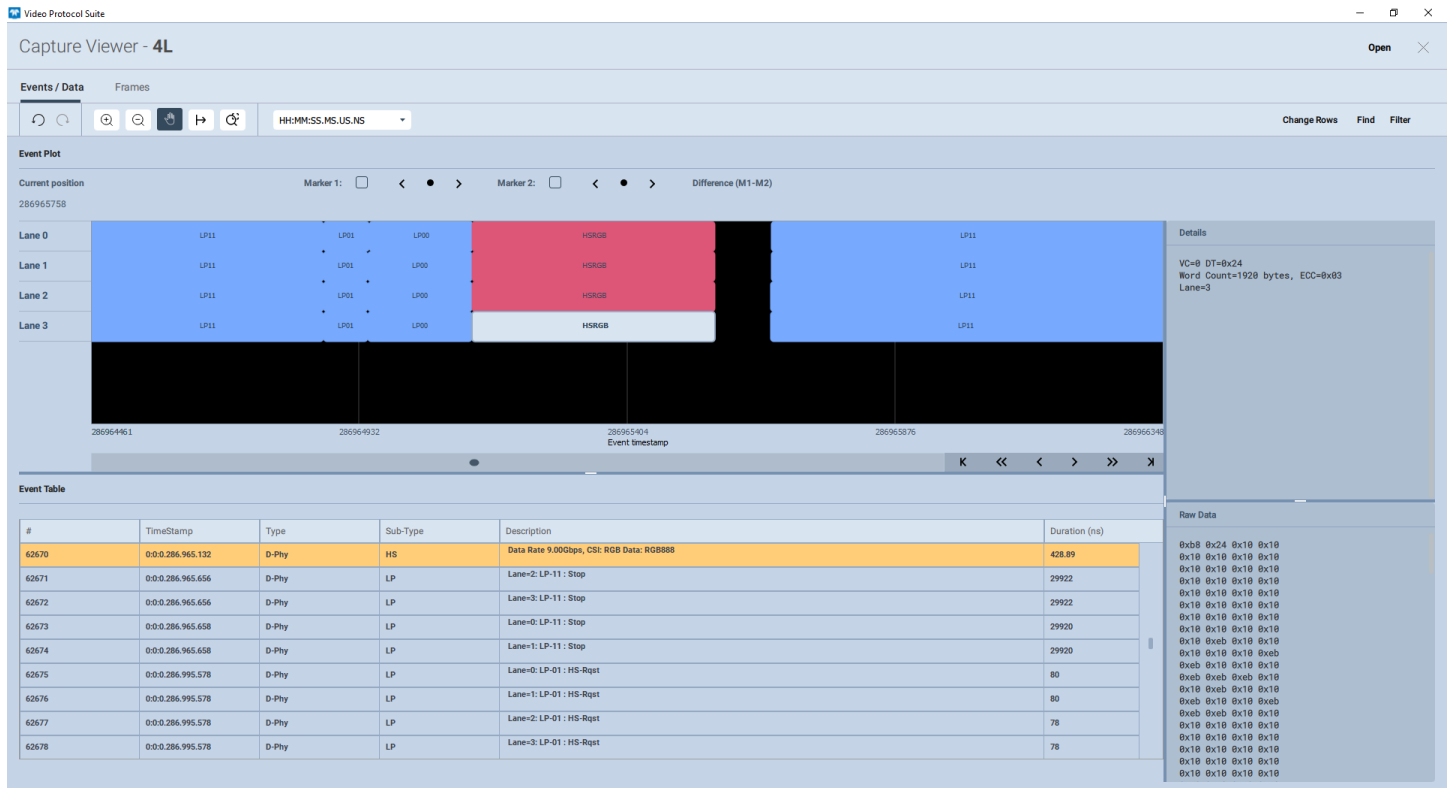 Video Protocol Suite
Capture Viewer - 4L
Open
Events / Data Frames
HH:MM:SS.MS.US.NS
Change Rows Find Filter
Event Plot
Current position Marker 1: Marker 2: Difference (M1-M2)
286965758
Lane 0 LP11 LP01 LP00 HSRGB LP11
Lane 1 LP11 LP01 LP00 HSRGB LP11
Lane 2 LP11 LP01 LP00 HSRGB LP11
Lane 3 LP11 LP01 LP00 HSRGB LP11
286964461 286964932 286965404 286965876 286966348
Event timestamp
Details
VC=0 DT=0x24
Word Count=1920 bytes, ECC=0x03
Lane=3
Event Table
# TimeStamp Type Sub-Type Description Duration (ns)
62670 0:0:0.286.965.132 D-Phy HS Data Rate 9.00Gbps, CSI: RGB Data: RGB888 428.89
62671 0:0:0.286.965.656 D-Phy LP Lane=2: LP-11 : Stop 29922
62672 0:0:0.286.965.656 D-Phy LP Lane=3: LP-11 : Stop 29922
62673 0:0:0.286.965.658 D-Phy LP Lane=0: LP-11 : Stop 29920
62674 0:0:0.286.965.658 D-Phy LP Lane=1: LP-11 : Stop 29920
62675 0:0:0.286.995.578 D-Phy LP Lane=0: LP-01 : HS-Rqst 80
62676 0:0:0.286.995.578 D-Phy LP Lane=1: LP-01 : HS-Rqst 80
62677 0:0:0.286.995.578 D-Phy LP Lane=2: LP-01 : HS-Rqst 78
62678 0:0:0.286.995.578 D-Phy LP Lane=3: LP-01 : HS-Rqst 78
Raw Data
0xb8 0x24 0x10 0x10
0x10 0x10 0x10 0x10
0x10 0x10 0x10 0x10
0x10 0x10 0x10 0x10
0x10 0x10 0x10 0x10
0x10 0x10 0x10 0x10
0x10 0x10 0x10 0x10
0x10 0x10 0x10 0x10
0x10 0xeb 0x10 0x10
0x10 0x10 0x10 0xeb
0xeb 0x10 0x10 0x10
0xeb 0xeb 0xeb 0xeb
0x10 0xeb 0x10 0x10
0xeb 0x10 0x10 0xeb
0xeb 0xeb 0x10 0x10
0x10 0x10 0x10 0x10
0x10 0x10 0x10 0x10
0x10 0x10 0x10 0x10
0x10 0x10 0x10 0x10
0x10 0x10 0x10 0x10